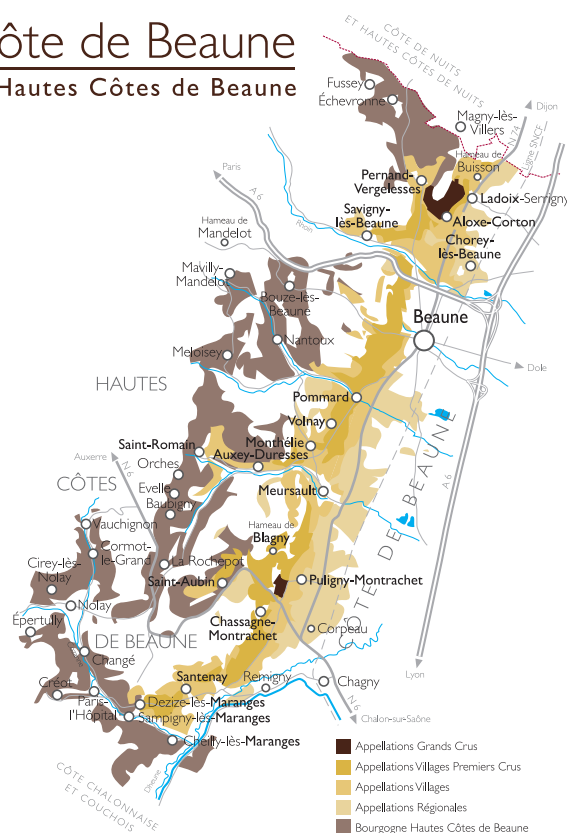 ôte de Beaune
Hautes Côtes de Beaune
CÔTE DE NUITS
ET HAUTES CÔTES DE NUITS
Fussey
Échevronne
Magny-lès-
Villers
Dijon
N 74
Ligne SNCF
Hameau de
Buisson
Paris
A 6
Pernand-
Vergelesses
Ladoix-Serrigny
Savigny-
lès-Beaune
Aloxe-Corton
Rhoin
Chorey-
lès-Beaune
Hameau de
Mandelot
Mavilly-
Mandelot
Bouze-lès-
Beaune
Beaune
Nantoux
Meloisey
Dole
HAUTES
Pommard
Volnay
Saint-Romain
Monthélie
Auxey-Duresses
Auxerre
N 6
Orches
Evelle
Baubigny
Meursault
A 6
CÔTES
CÔTE DE BEAUNE
Vauchignon
Hameau de
Blagny
Cormot-
le-Grand
La Rochepot
Cirey-lès-
Nolay
Saint-Aubin
Puligny-Montrachet
Nolay
Épertully
Chassagne-
Montrachet
Corpeau
DE BEAUNE
Changé
Lyon
Santenay
Remigny
Chagny
Créot
Paris-
l'Hôpital
Dezize-lès-Maranges
Sampigny-lès-Maranges
N 6
Chalon-sur-Saône
Cheilly-lès-Maranges
Dheune
CÔTE CHALONNAISE
ET COUCHOIS
Appellations Grands Crus
Appellations Villages Premiers Crus
Appellations Villages
Appellations Régionales
Bourgogne Hautes Côtes de Beaune